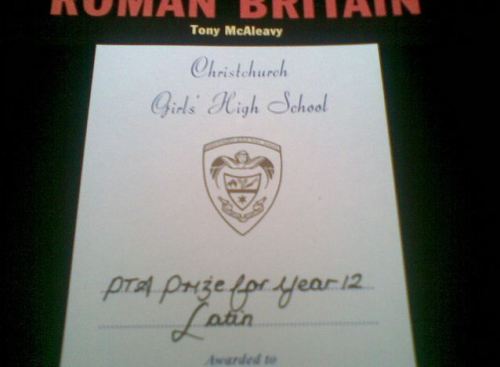 ROMAN BRITAIN
Tony McAleavy
Christchurch
Girls' High School
PTA Prize for Year 12
Latin
Awarded to